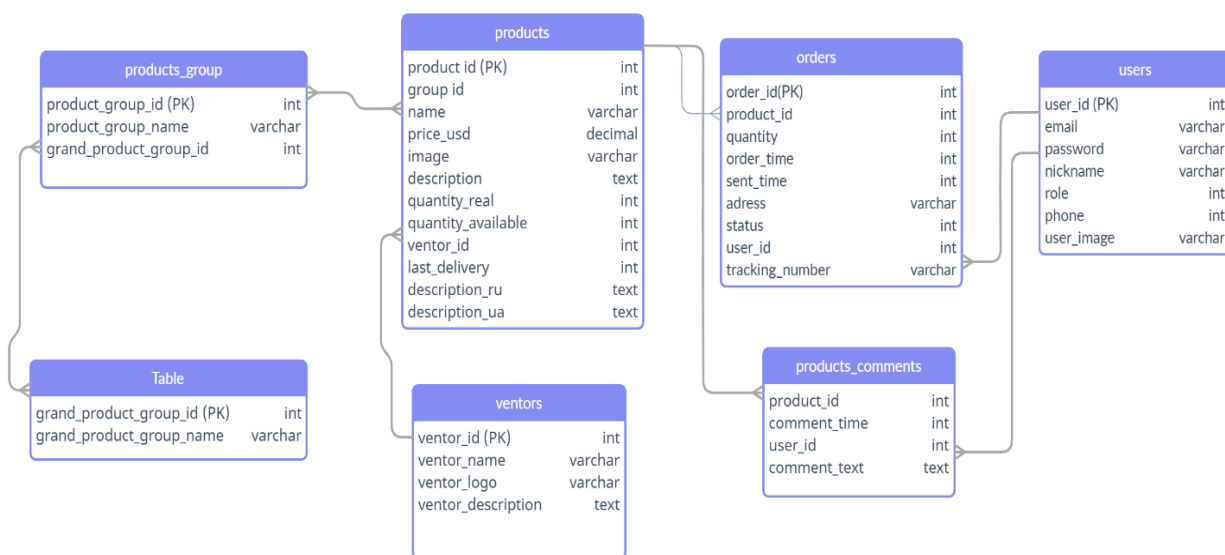 products_group
product_group_id (PK) int
product_group_name varchar
grand_product_group_id int
products
product id (PK) int
group id int
name varchar
price_usd decimal
image varchar
description text
quantity_real int
quantity_available int
ventor_id int
last_delivery int
description_ru text
description_ua text
orders
order_id(PK) int
product_id int
quantity int
order_time int
sent_time int
adress varchar
status int
user_id int
tracking_number varchar
users
user_id (PK) int
email varchar
password varchar
nickname varchar
role int
phone int
user_image varchar
Table
grand_product_group_id (PK) int
grand_product_group_name varchar
ventors
ventor_id (PK) int
ventor_name varchar
ventor_logo varchar
ventor_description text
products_comments
product_id int
comment_time int
user_id int
comment_text text